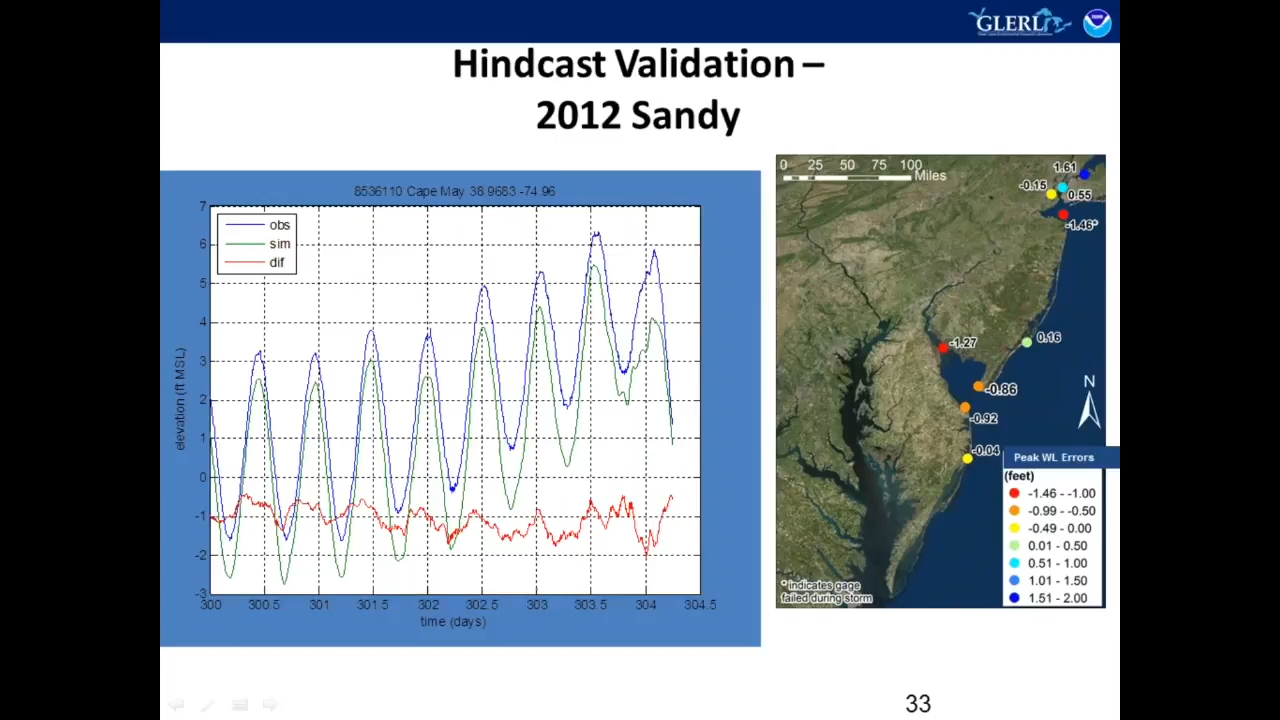 GLERL
Hindcast Validation –
2012 Sandy
8536110 Cape May 38.9683 -74.96
7
6
5
4
3
2
1
0
-1
-2
-3
obs
sim
dif
elevation (ft MSL)
300 300.5 301 301.5 302 302.5 303 303.5 304 304.5
time (days)
0 25 50 75 100
Miles
1.61
-0.15
0.55
-1.46*
0.16
-1.27
-0.86
-0.92
-0.04
N
Peak WL Errors
(feet)
-1.46 - -1.00
-0.99 - -0.50
-0.49 - 0.00
0.01 - 0.50
0.51 - 1.00
1.01 - 1.50
1.51 - 2.00
* indicates gage
failed during storm
33